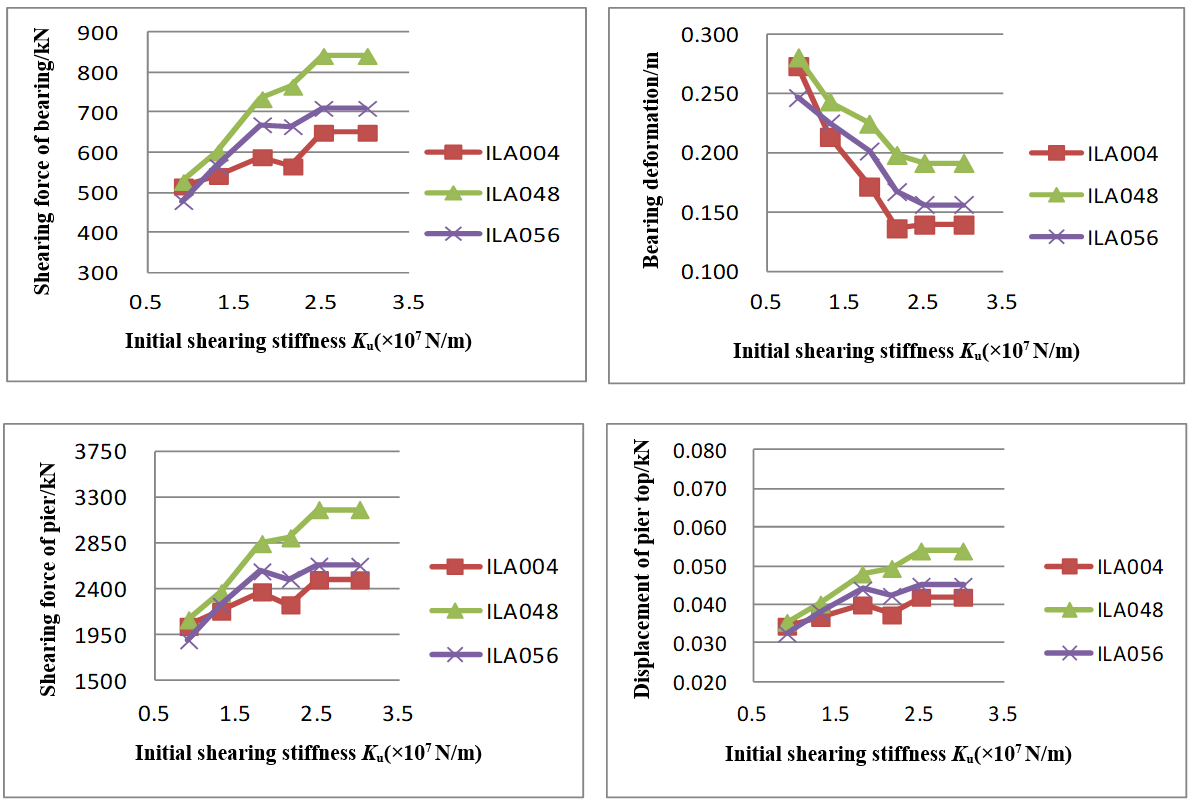 Shearing force of bearing/kN
900
800
700
600
500
400
300
0.5 1.5 2.5 3.5
Initial shearing stiffness Ku(×10⁷ N/m)
ILA004
ILA048
ILA056
Bearing deformation/m
0.300
0.250
0.200
0.150
0.100
0.5 1.5 2.5 3.5
Initial shearing stiffness Ku(×10⁷ N/m)
ILA004
ILA048
ILA056
Shearing force of pier/kN
3750
3300
2850
2400
1950
1500
0.5 1.5 2.5 3.5
Initial shearing stiffness Ku(×10⁷ N/m)
ILA004
ILA048
ILA056
Displacement of pier top/kN
0.080
0.070
0.060
0.050
0.040
0.030
0.020
0.5 1.5 2.5 3.5
Initial shearing stiffness Ku(×10⁷ N/m)
ILA004
ILA048
ILA056